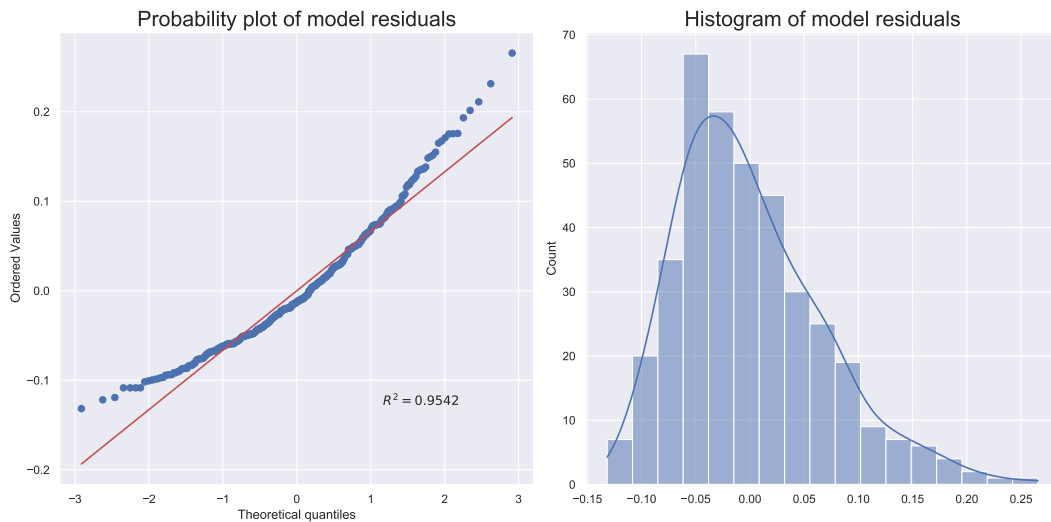 Probability plot of model residuals
Ordered Values
0.2
0.1
0.0
−0.1
−0.2
R² = 0.9542
−3 −2 −1 0 1 2 3
Theoretical quantiles
Histogram of model residuals
Count
70
60
50
40
30
20
10
0
−0.15 −0.10 −0.05 0.00 0.05 0.10 0.15 0.20 0.25